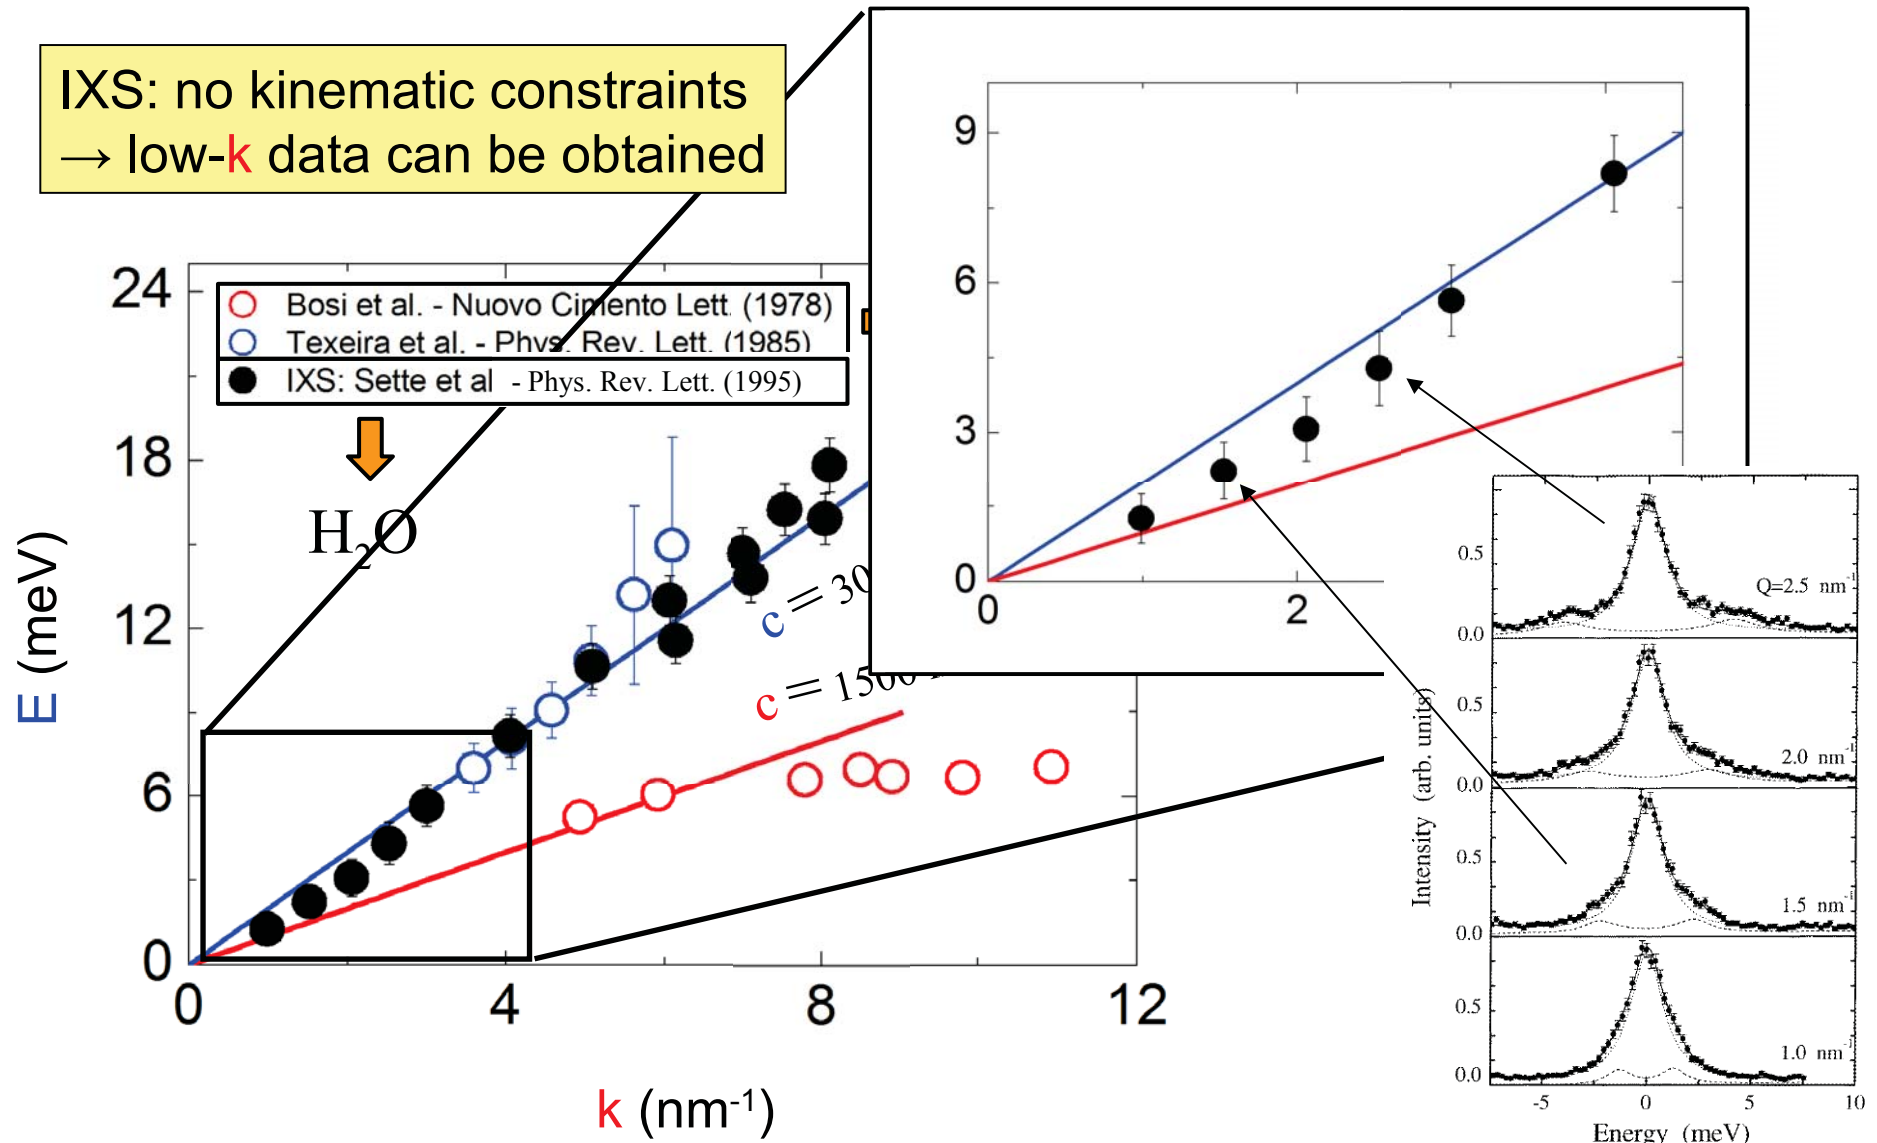 IXS: no kinematic constraints
→ low-k data can be obtained
Bosi et al. - Nuovo Cimento Lett. (1978)
Texeira et al. - Phys. Rev. Lett. (1985)
IXS: Sette et al - Phys. Rev. Lett. (1995)
H₂O
E (meV)
24
18
12
6
0
0
4
8
12
k (nm⁻¹)
c = 30
c = 1500
9
6
3
0
0
2
Intensity (arb. units)
0.5
Q=2.5 nm⁻¹
0.0
0.5
2.0 nm⁻¹
0.0
0.5
1.5 nm⁻¹
0.0
0.5
1.0 nm⁻¹
0.0
-5
0
5
10
Energy (meV)